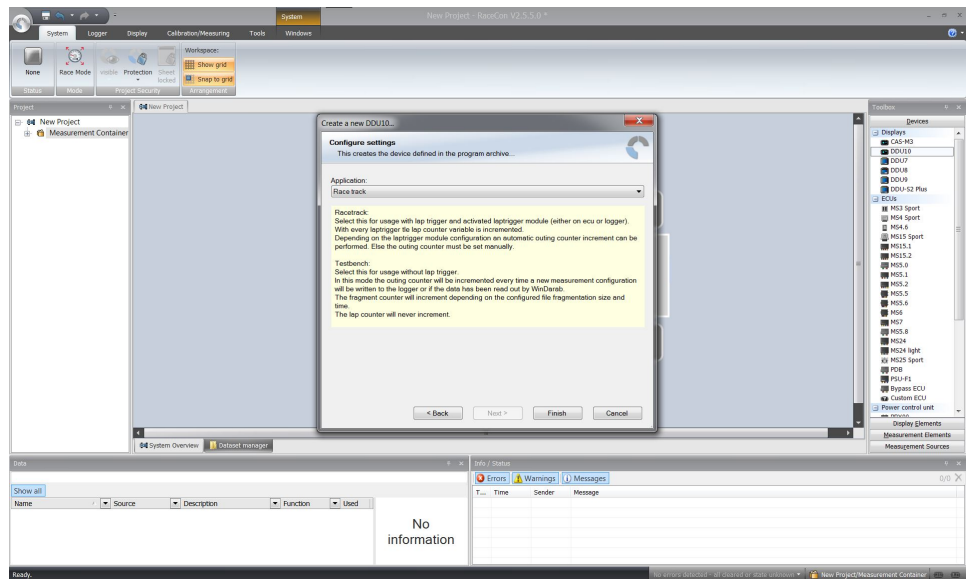 System
New Project - RaceCon V2.5.5.0 *
System
Logger
Display
Calibration/Measuring
Tools
Windows
None
Race Mode
visible
Protection
Sheet
locked
Workspace:
Show grid
Snap to grid
Status
Mode
Project Security
Arrangement
Project
New Project
Measurement Container
New Project
Create a new DDU10...
Configure settings
This creates the device defined in the program archive...
Application:
Race track
Racetrack:
Select this for usage with lap trigger and activated laptrigger module (either on ecu or logger).
With every laptrigger tle lap counter variable is incremented.
Depending on the laptrigger module configuration an automatic outing counter increment can be
performed. Else the outing counter must be set manually.
Testbench:
Select this for usage without lap trigger.
In this mode the outing counter will be incremented every time a new measurement configuration
will be written to the logger or if the data has been read out by WinDarab.
The fragment counter will increment depending on the configured file fragmentation size and
time.
The lap counter will never increment.
< Back
Next >
Finish
Cancel
System Overview
Dataset manager
Toolbox
Devices
Displays
CAS-M3
DDU10
DDU7
DDU8
DDU9
DDU-S2 Plus
ECUs
MS3 Sport
MS4 Sport
MS4.6
MS15 Sport
MS15.1
MS15.2
MS5.0
MS5.1
MS5.2
MS5.5
MS5.6
MS6
MS7
MS5.8
MS24
MS24 light
MS25 Sport
PDB
PSU-F1
Bypass ECU
Custom ECU
Power control unit
Display Elements
Measurement Elements
Measurement Sources
Data
Show all
Name
Source
Description
Function
Used
No
information
Info / Status
Errors
Warnings
Messages
0/0
T...
Time
Sender
Message
Ready.
No errors detected - all cleared or state unknown
New Project/Measurement Container